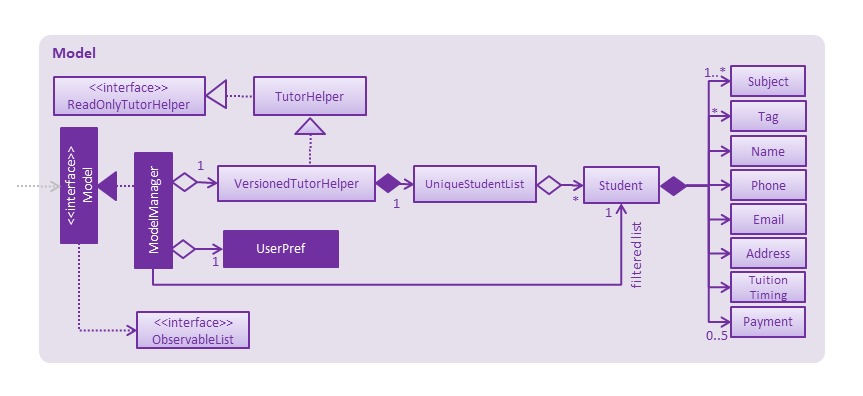 Model
<<interface>>
ReadOnlyTutorHelper
TutorHelper
<<interface>>
Model
ModelManager
1
VersionedTutorHelper
1
UniqueStudentList
*
Student
1
filtered list
1
UserPref
<<interface>>
ObservableList
1..*
Subject
*
Tag
Name
Phone
Email
Address
Tuition
Timing
0..5
Payment